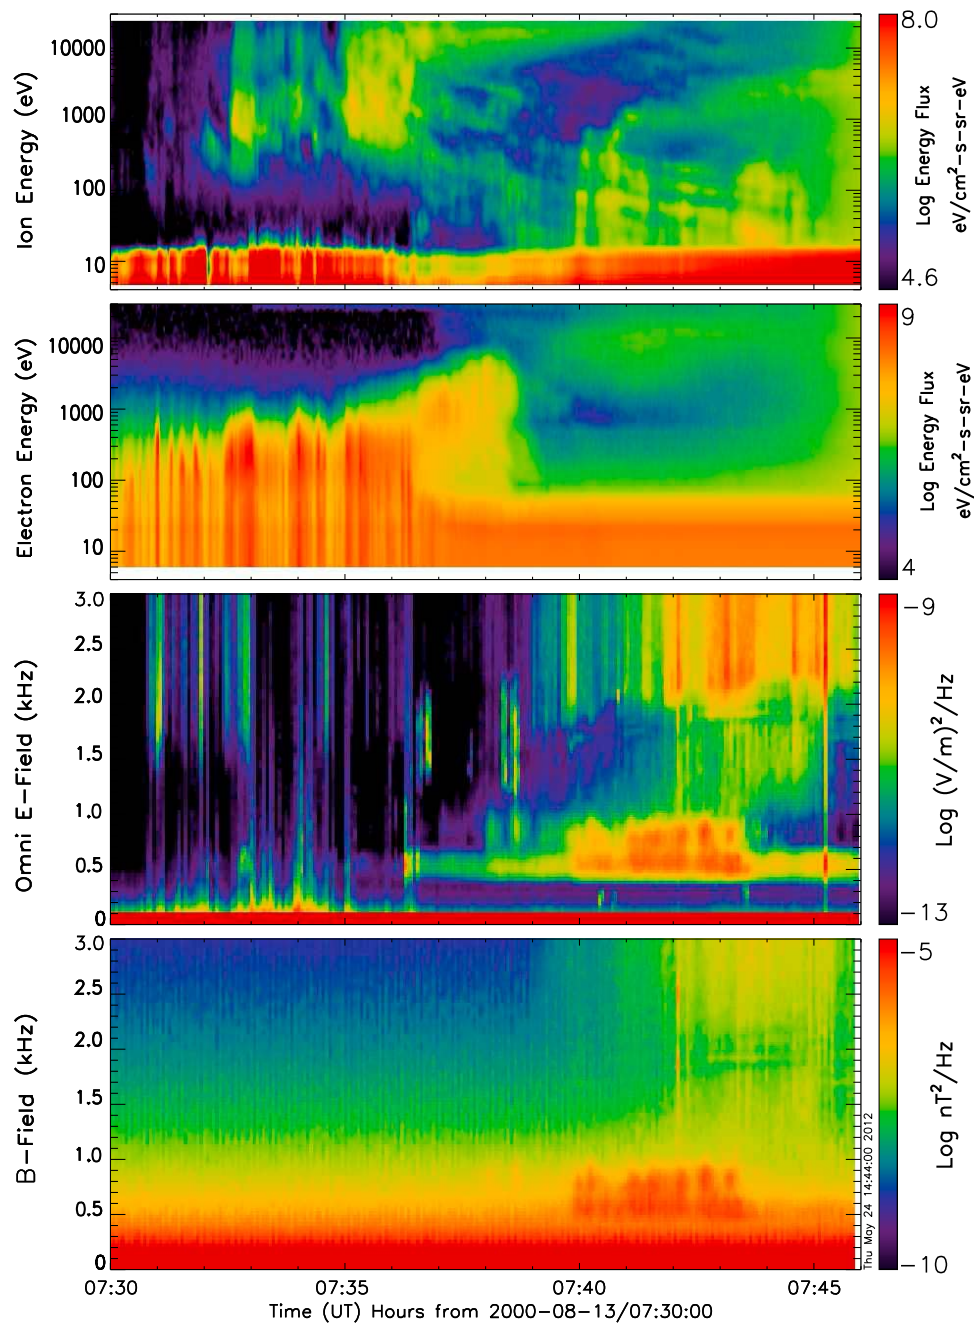 8.0
10000
1000
100
10
Ion Energy (eV)
4.6
Log Energy Flux
eV/cm²−s−sr−eV
9
10000
1000
100
10
Electron Energy (eV)
4
Log Energy Flux
eV/cm²−s−sr−eV
3.0
2.5
2.0
1.5
1.0
0.5
0
Omni E−Field (kHz)
−9
−13
Log (V/m)²/Hz
3.0
2.5
2.0
1.5
1.0
0.5
0
B−Field (kHz)
−5
−10
Log nT²/Hz
Thu May 24 14:44:00 2012
07:30 07:35 07:40 07:45
Time (UT) Hours from 2000−08−13/07:30:00